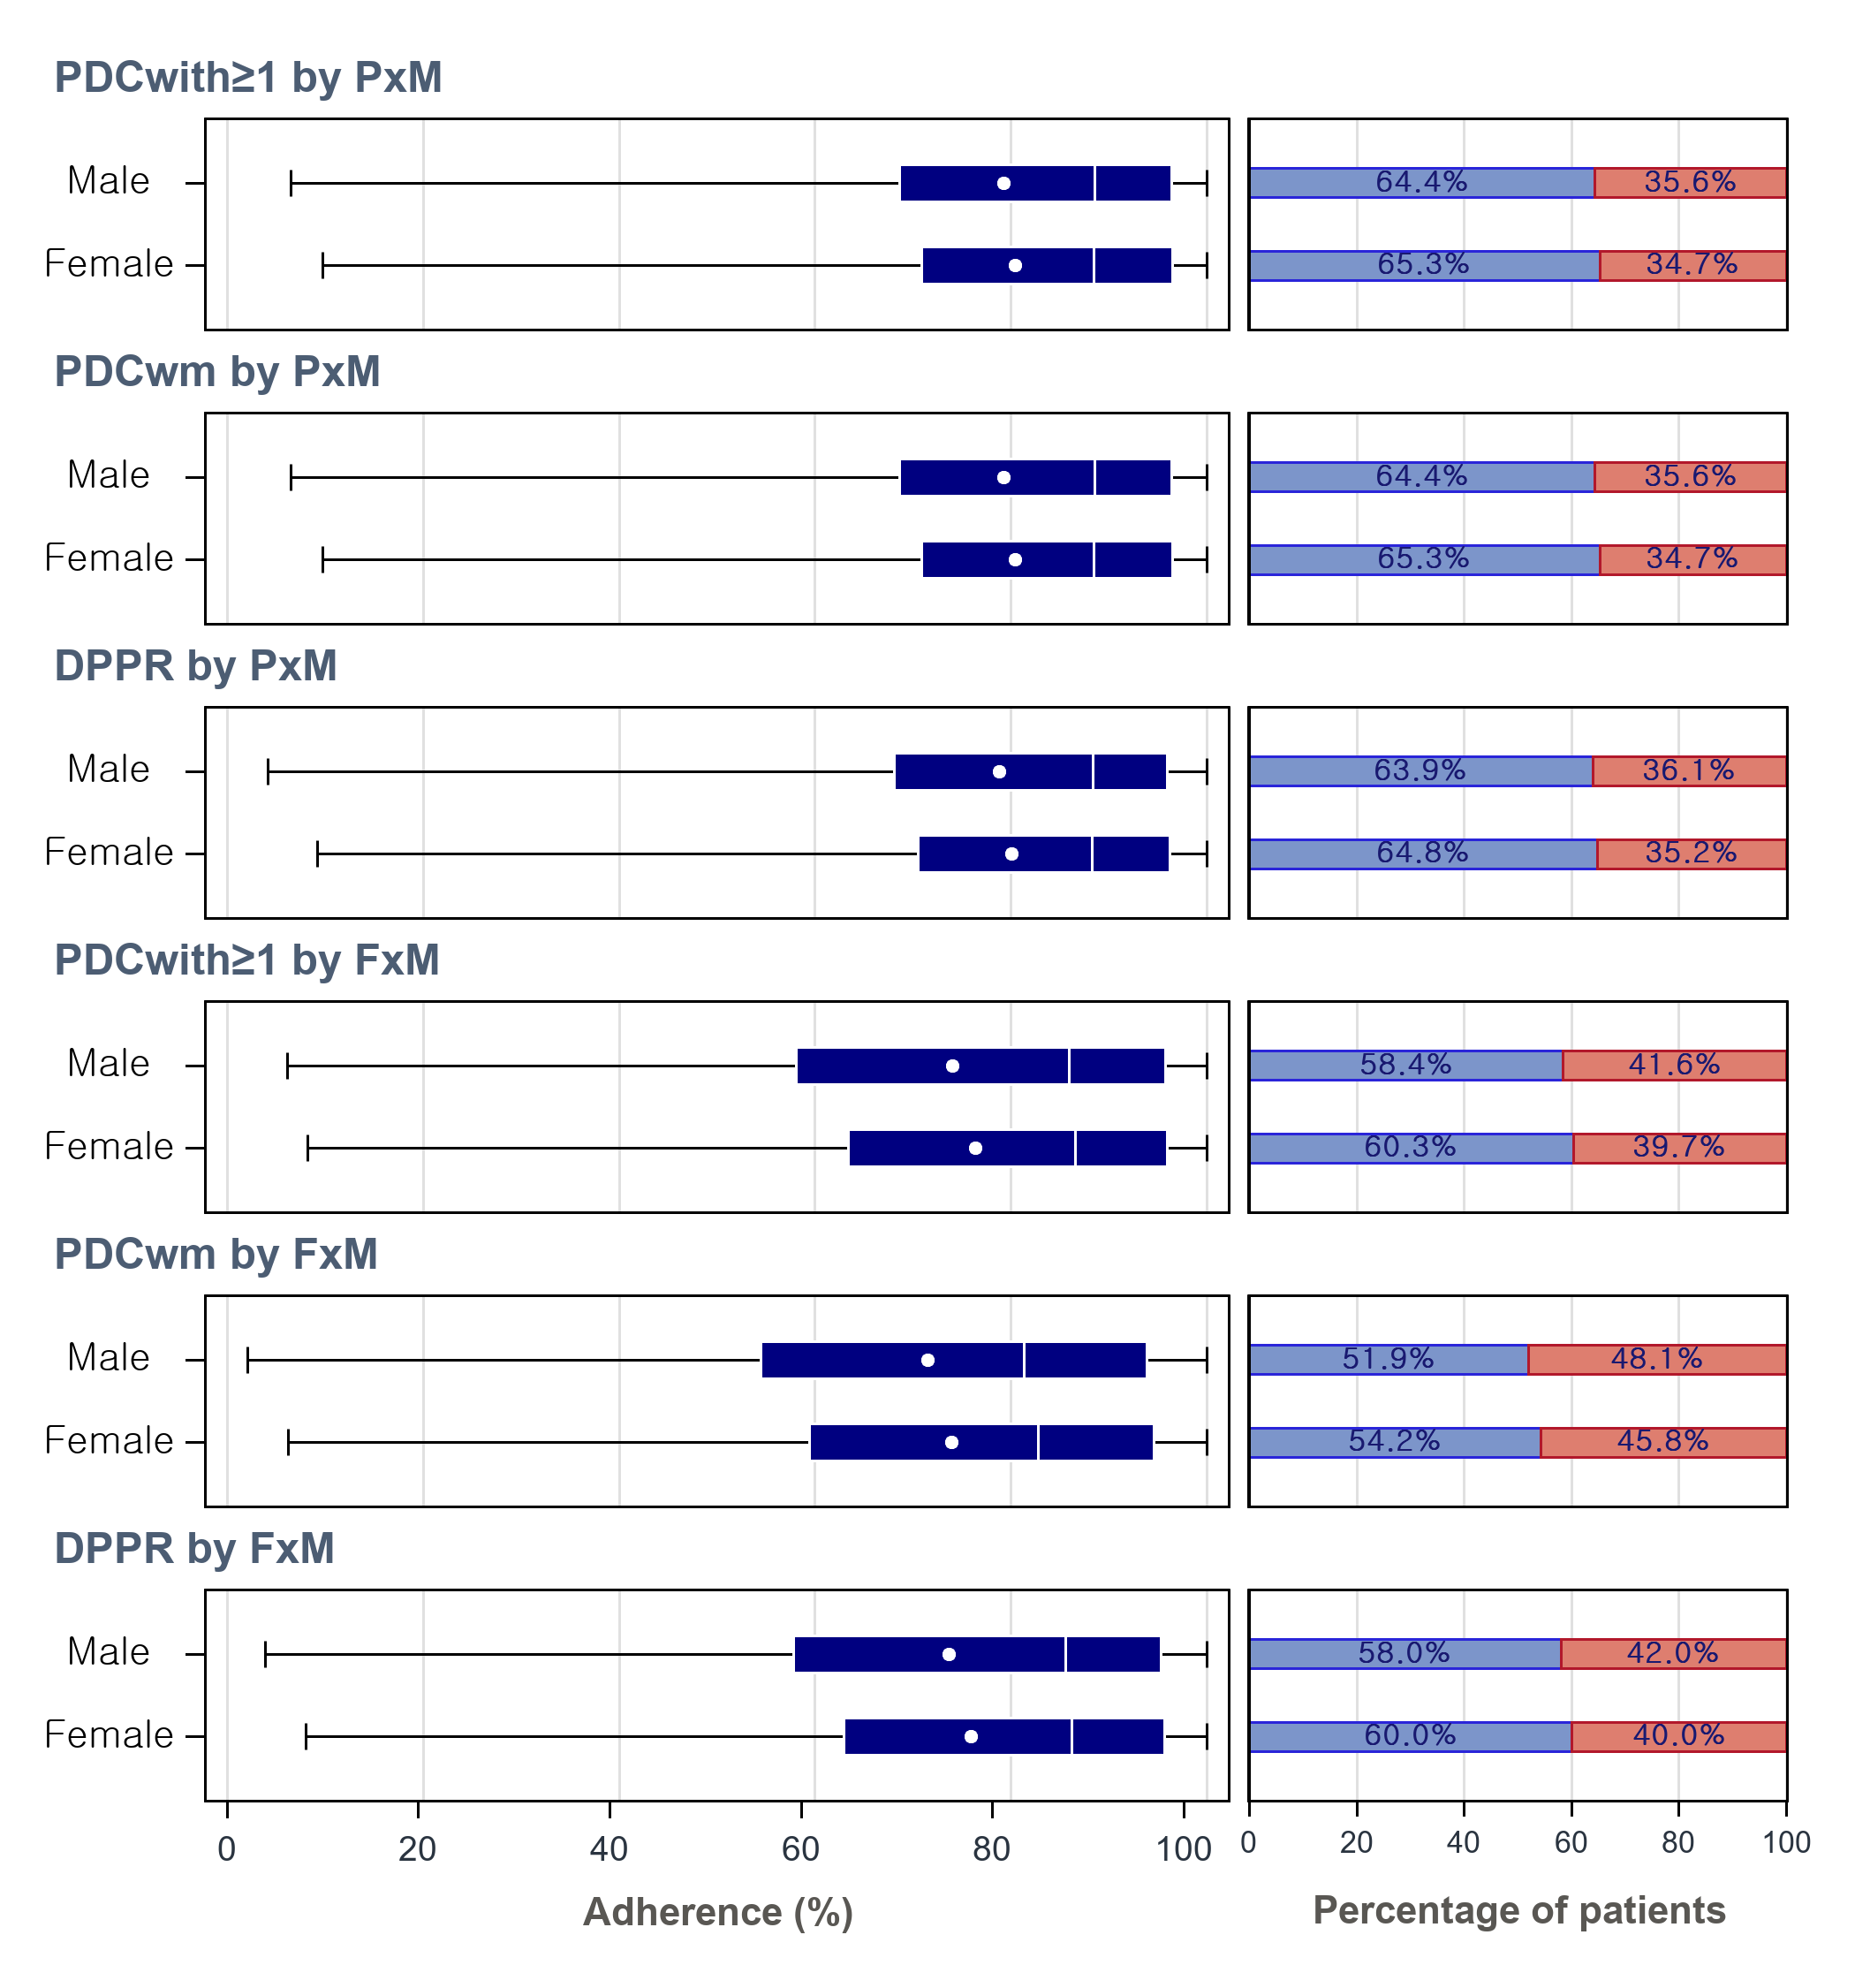 PDCwith≥1 by PxM
Male 64.4% 35.6%
Female 65.3% 34.7%
PDCwm by PxM
Male 64.4% 35.6%
Female 65.3% 34.7%
DPPR by PxM
Male 63.9% 36.1%
Female 64.8% 35.2%
PDCwith≥1 by FxM
Male 58.4% 41.6%
Female 60.3% 39.7%
PDCwm by FxM
Male 51.9% 48.1%
Female 54.2% 45.8%
DPPR by FxM
Male 58.0% 42.0%
Female 60.0% 40.0%
0 20 40 60 80 100 0 20 40 60 80 100
Adherence (%) Percentage of patients